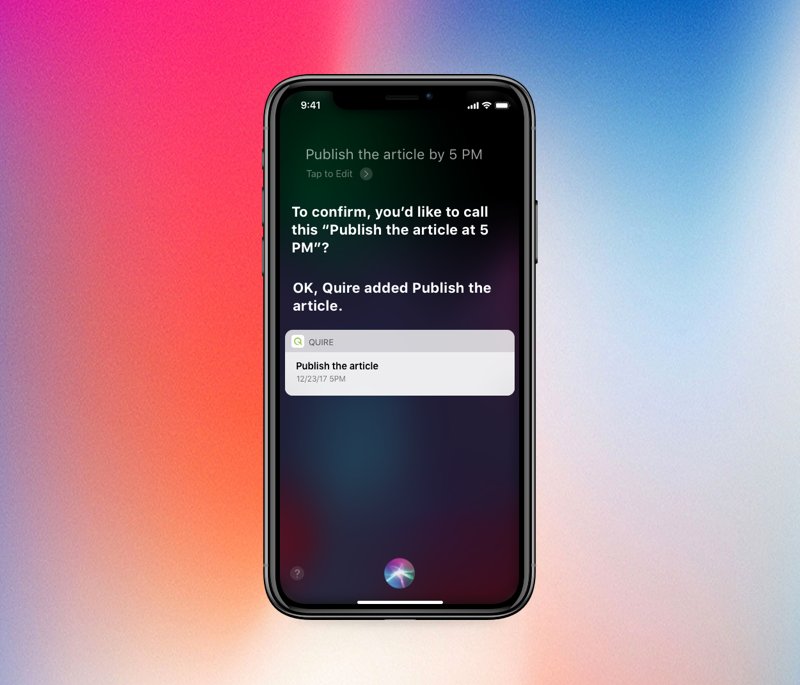 9:41
Publish the article by 5 PM
Tap to Edit
To confirm, you’d like to call
this “Publish the article at 5
PM”?
OK, Quire added Publish the
article.
QUIRE
Publish the article
12/23/17 5PM
?